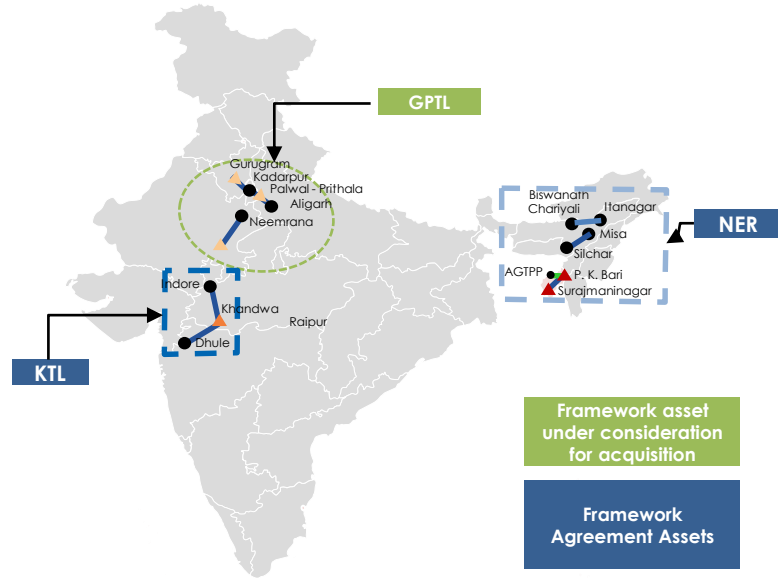 GPTL
Gurugram
Kadarpur
Palwal - Prithala
Aligarh
Neemrana
Biswanath
Chariyali
Itanagar
Misa
NER
Silchar
AGTPP
P. K. Bari
Surajmaninagar
Indore
Khandwa
Raipur
Dhule
KTL
Framework asset
under consideration
for acquisition
Framework
Agreement Assets